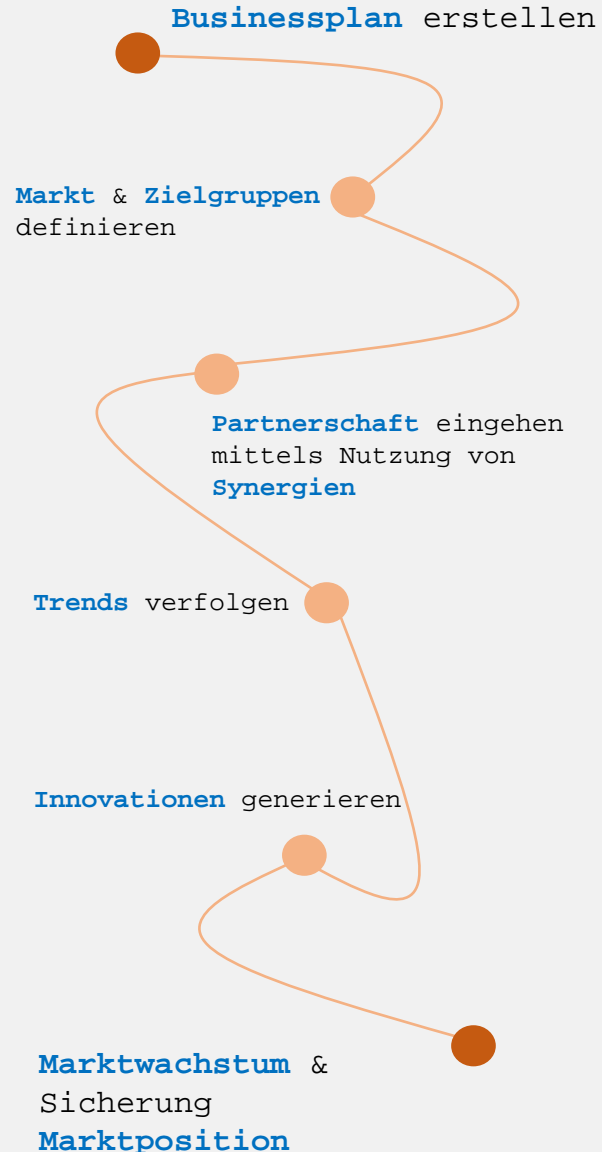 Businessplan erstellen
Markt & Zielgruppen
definieren
Partnerschaft eingehen
mittels Nutzung von
Synergien
Trends verfolgen
Innovationen generieren
Marktwachstum &
Sicherung
Marktposition